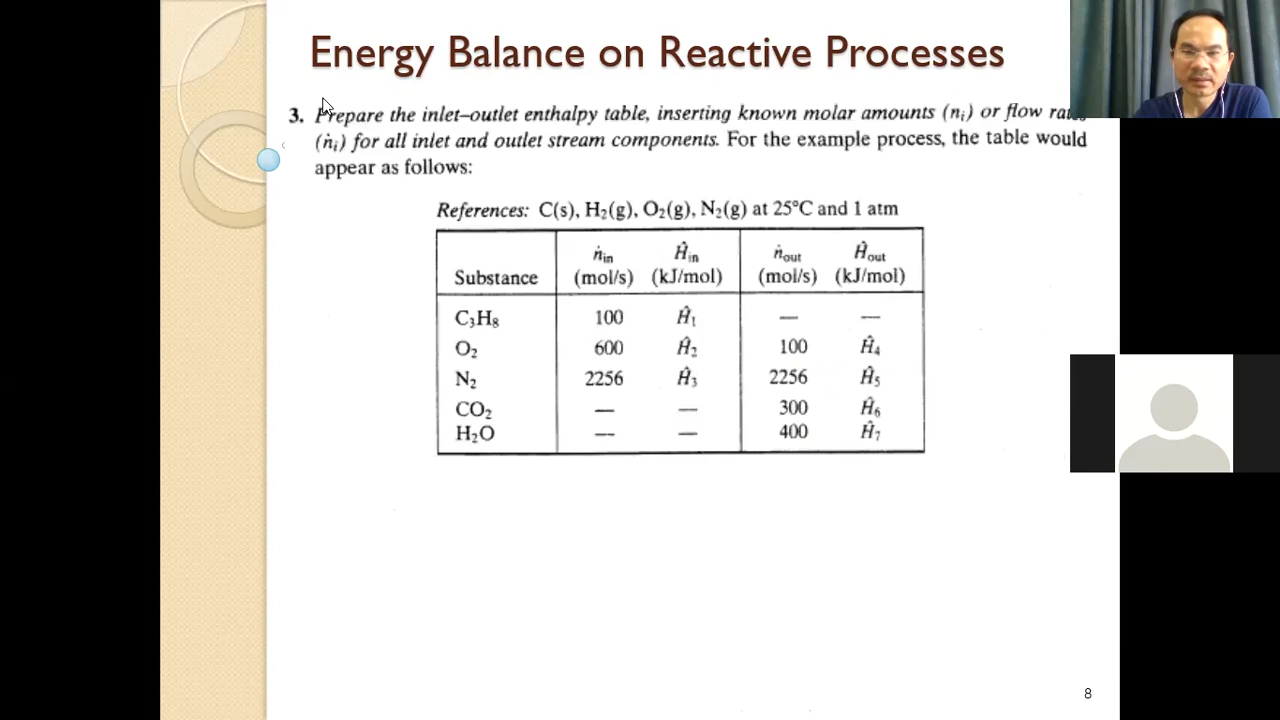 Energy Balance on Reactive Processes
3. Prepare the inlet–outlet enthalpy table, inserting known molar amounts (nᵢ) or flow
(ṅᵢ) for all inlet and outlet stream components. For the example process, the table would
appear as follows:
References: C(s), H₂(g), O₂(g), N₂(g) at 25°C and 1 atm
Substance ṅin (mol/s) Ĥin (kJ/mol) ṅout (mol/s) Ĥout (kJ/mol)
C₃H₈ 100 Ĥ₁ — —
O₂ 600 Ĥ₂ 100 Ĥ₄
N₂ 2256 Ĥ₃ 2256 Ĥ₅
CO₂ — — 300 Ĥ₆
H₂O — — 400 Ĥ₇
8